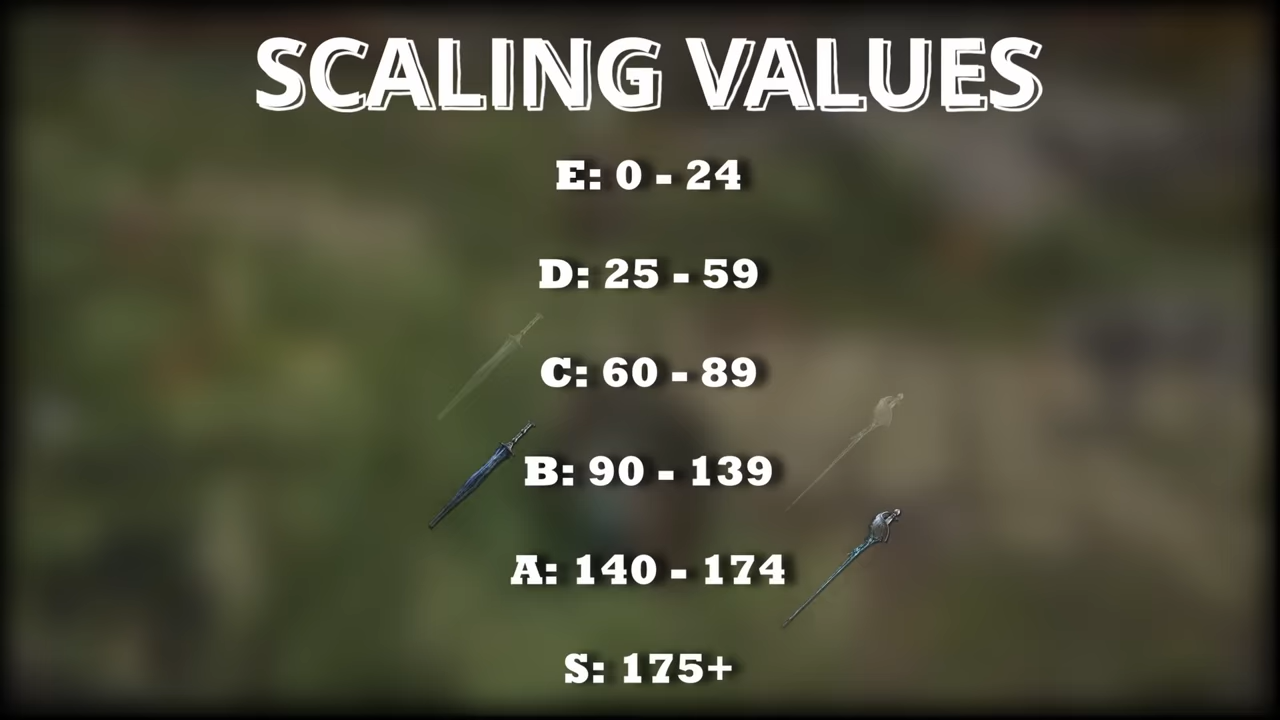 SCALING VALUES
E: 0 - 24
D: 25 - 59
C: 60 - 89
B: 90 - 139
A: 140 - 174
S: 175+